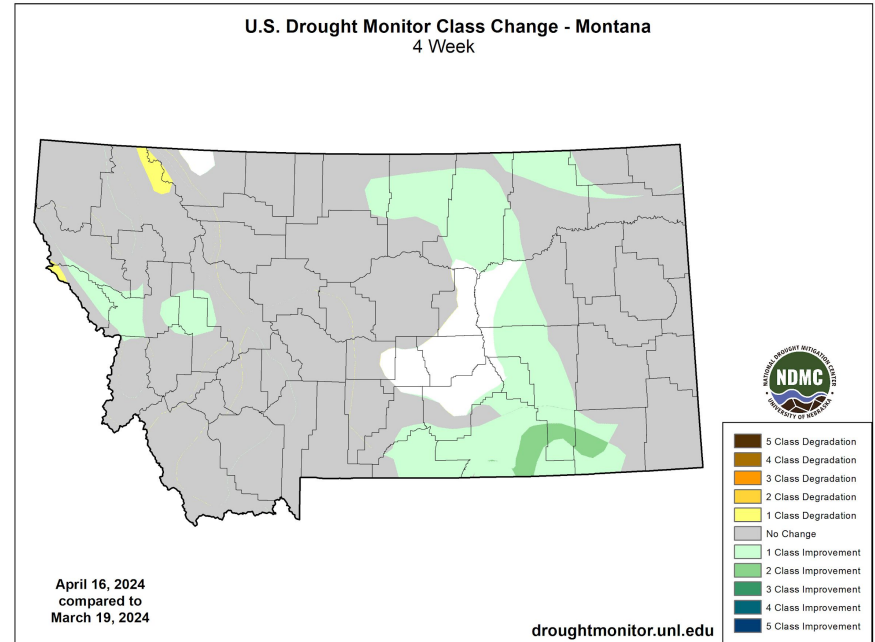 U.S. Drought Monitor Class Change - Montana
4 Week
NATIONAL DROUGHT MITIGATION CENTER
NDMC
UNIVERSITY OF NEBRASKA
5 Class Degradation
4 Class Degradation
3 Class Degradation
2 Class Degradation
1 Class Degradation
No Change
1 Class Improvement
2 Class Improvement
3 Class Improvement
4 Class Improvement
5 Class Improvement
April 16, 2024
compared to
March 19, 2024
droughtmonitor.unl.edu